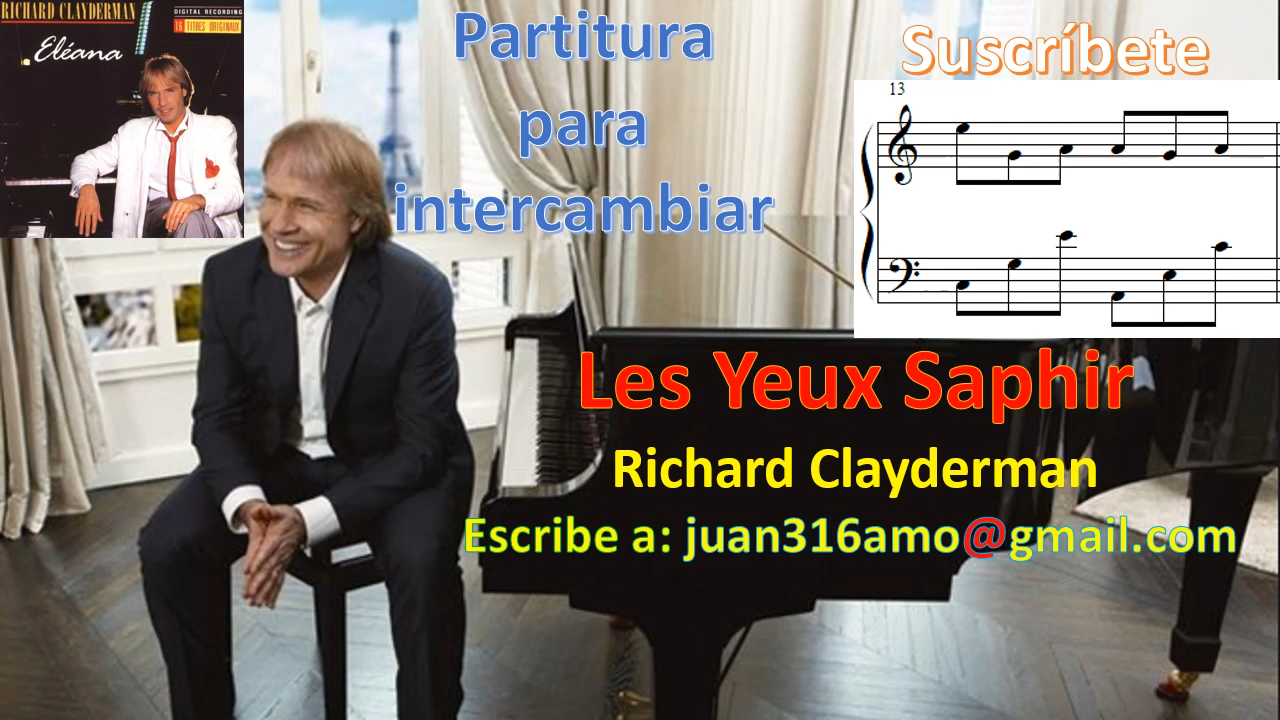 RICHARD CLAYDERMAN
DIGITAL RECORDING
16 TITRES ORIGINAUX
Eléana
Partitura
para
intercambiar
Suscríbete
13
Les Yeux Saphir
Richard Clayderman
Escribe a: juan316amo@gmail.com